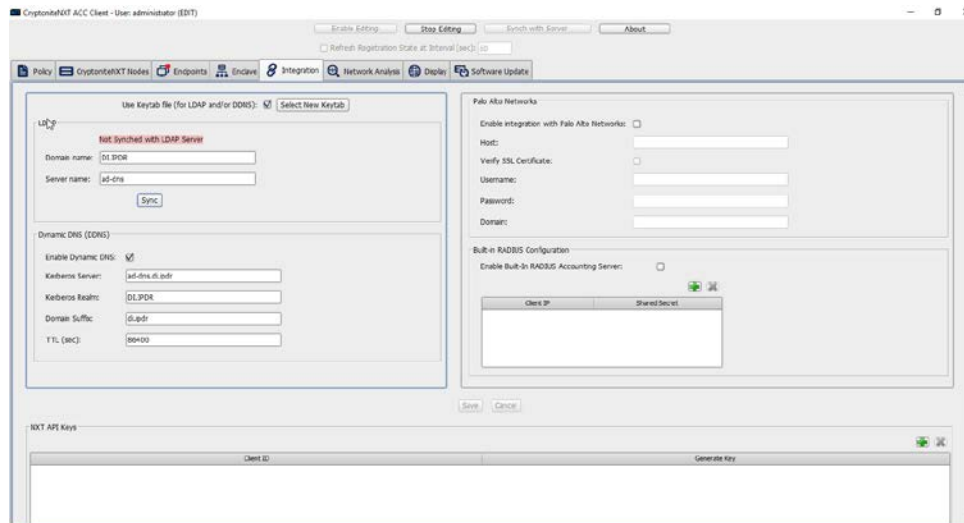 CryptoniteNXT ACC Client - User: administrator (EDIT)
Enable Editing Stop Editing Synch with Server About
Refresh Registration State at Interval (sec): 10
Policy CryptoniteNXT Nodes Endpoints Enclave Integration Network Analysis Display Software Update
Use Keytab file (for LDAP and/or DDNS): Select New Keytab
LDAP
Not Synched with LDAP Server
Domain name: DI.IPDR
Server name: ad-dns
Sync
Dynamic DNS (DDNS)
Enable Dynamic DNS:
Kerberos Server: ad-dns.di.ipdr
Kerberos Realm: DI.IPDR
Domain Suffix: di.ipdr
TTL (sec): 86400
Palo Alto Networks
Enable integration with Palo Alto Networks:
Host:
Verify SSL Certificate:
Username:
Password:
Domain:
Built-in RADIUS Configuration
Enable Built-In RADIUS Accounting Server:
Client IP Shared Secret
Save Cancel
NXT API Keys
Client ID Generate Key